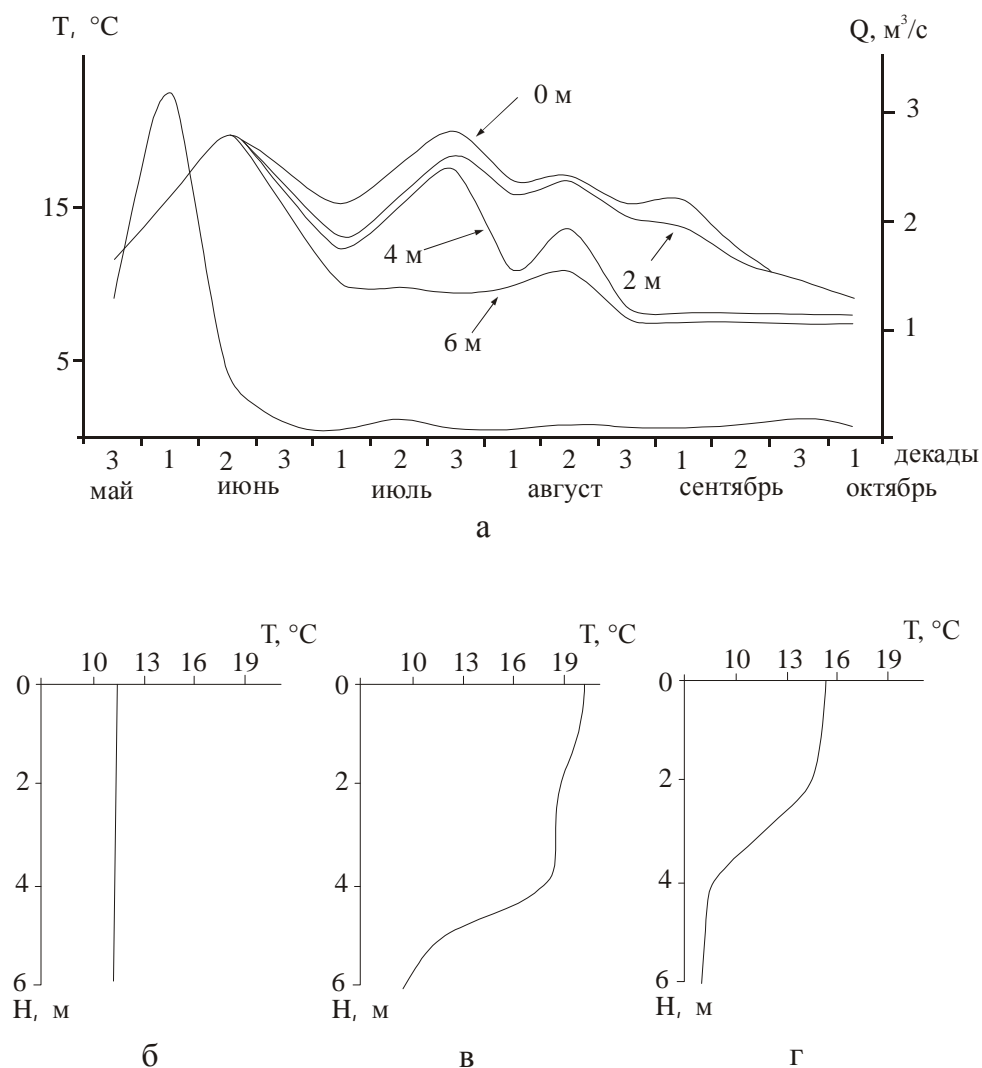 T, °C
Q, м³/с
0 м
3
15
2
4 м
2 м
6 м
1
5
3 1 2 3 1 2 3 1 2 3 1 2 3 1 декады
май июнь июль август сентябрь октябрь
а
T, °C T, °C T, °C
10 13 16 19 10 13 16 19 10 13 16 19
0 0 0
2 2 2
4 4 4
6 6 6
H, м H, м H, м
б в г